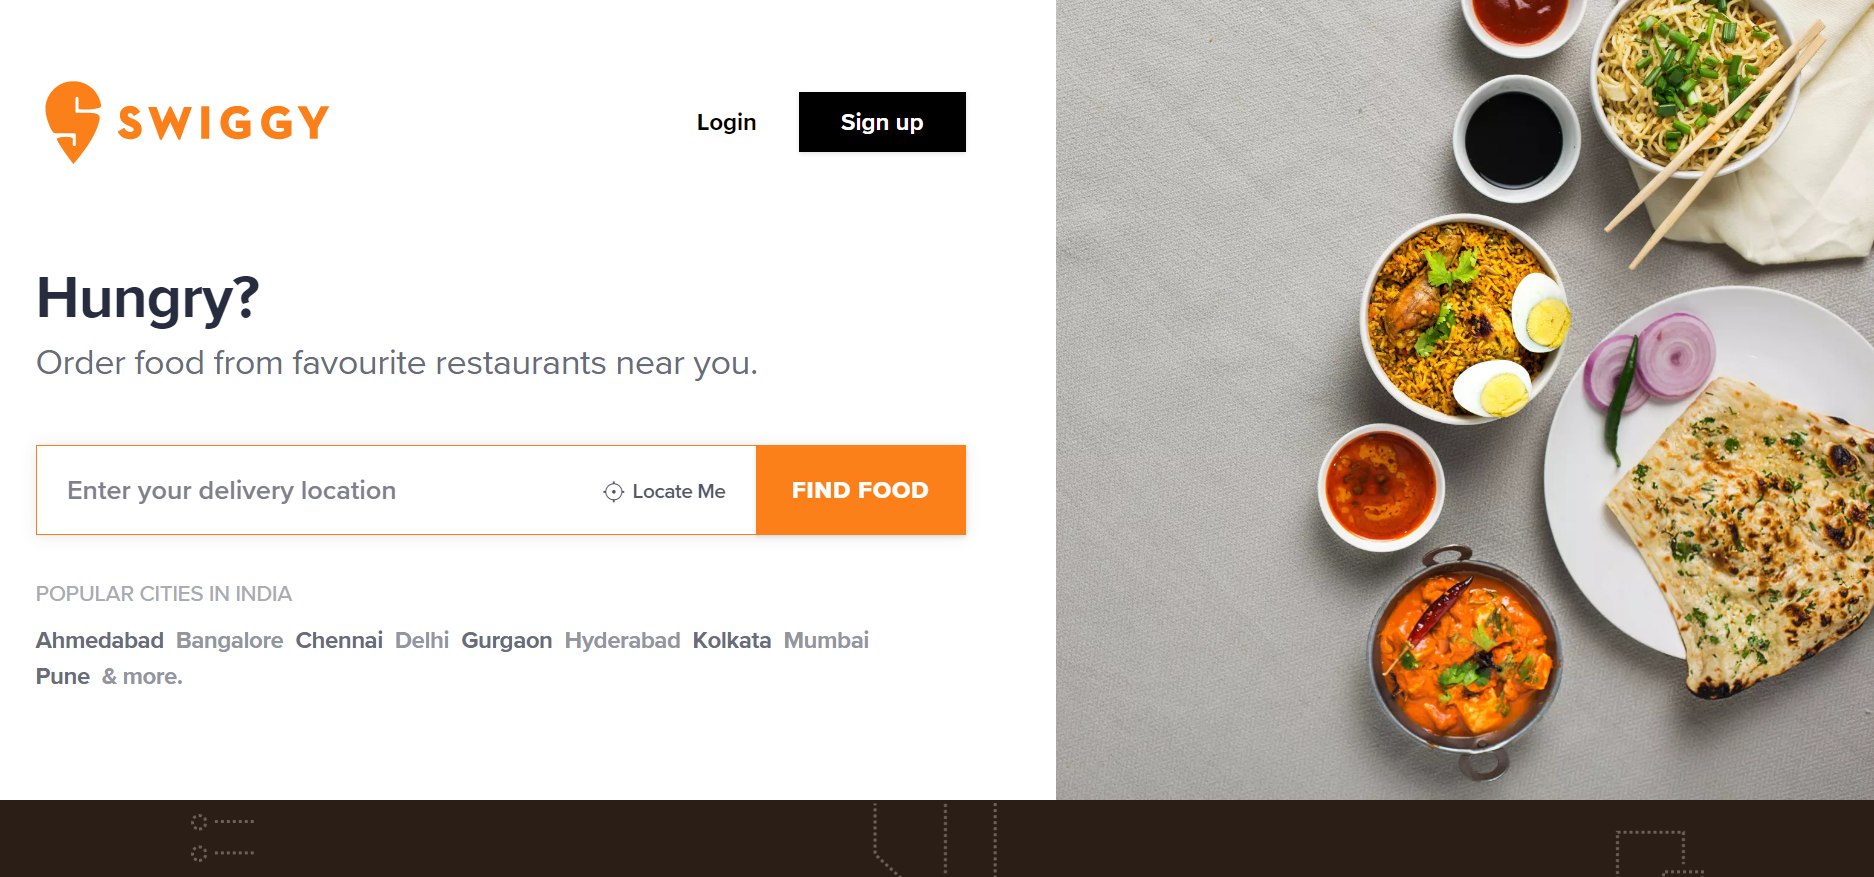 SWIGGY
Login
Sign up
Hungry?
Order food from favourite restaurants near you.
Enter your delivery location
Locate Me
FIND FOOD
POPULAR CITIES IN INDIA
Ahmedabad Bangalore Chennai Delhi Gurgaon Hyderabad Kolkata Mumbai
Pune & more.